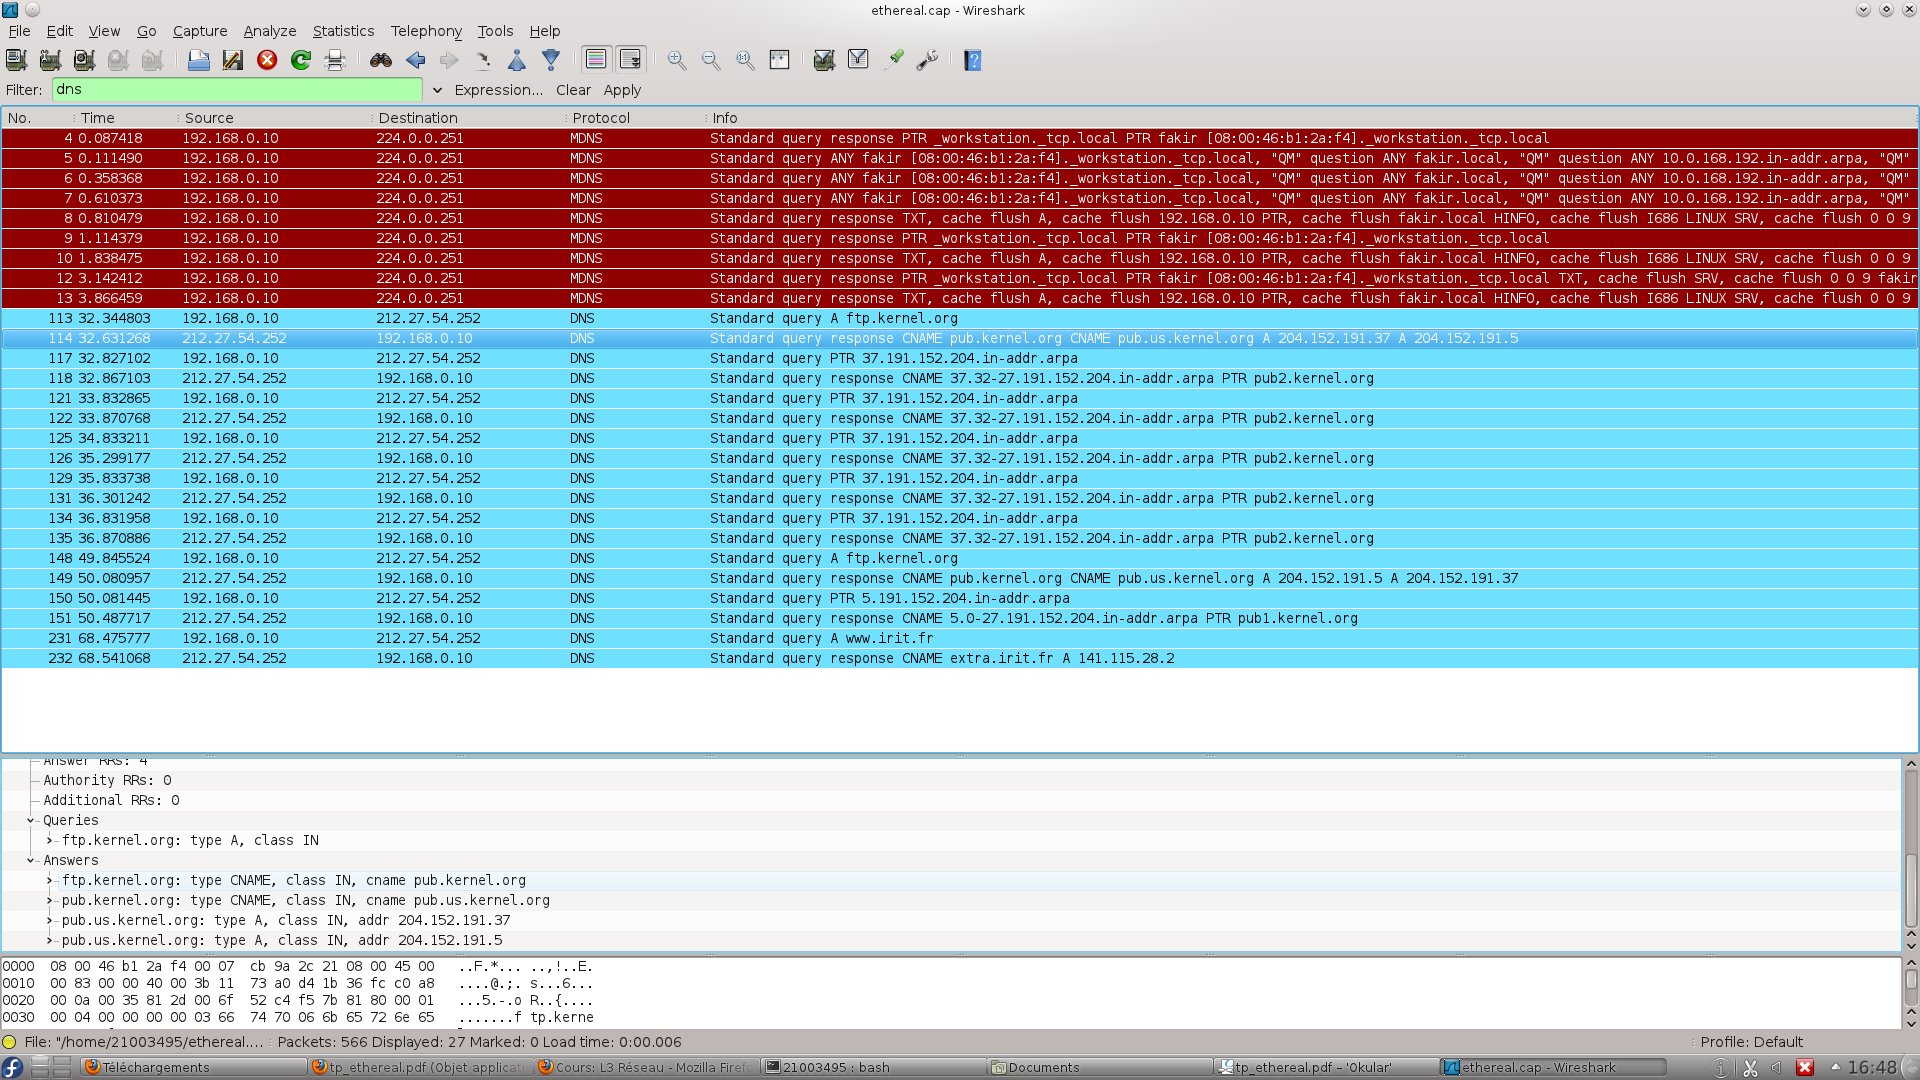 ethereal.cap - Wireshark
File Edit View Go Capture Analyze Statistics Telephony Tools Help
Filter: dns Expression... Clear Apply
No. Time Source Destination Protocol Info
4 0.087418 192.168.0.10 224.0.0.251 MDNS Standard query response PTR _workstation._tcp.local PTR fakir [08:00:46:b1:2a:f4]._workstation._tcp.local
5 0.111490 192.168.0.10 224.0.0.251 MDNS Standard query ANY fakir [08:00:46:b1:2a:f4]._workstation._tcp.local, "QM" question ANY fakir.local, "QM" question ANY 10.0.168.192.in-addr.arpa, "QM"
6 0.358368 192.168.0.10 224.0.0.251 MDNS Standard query ANY fakir [08:00:46:b1:2a:f4]._workstation._tcp.local, "QM" question ANY fakir.local, "QM" question ANY 10.0.168.192.in-addr.arpa, "QM"
7 0.610373 192.168.0.10 224.0.0.251 MDNS Standard query ANY fakir [08:00:46:b1:2a:f4]._workstation._tcp.local, "QM" question ANY fakir.local, "QM" question ANY 10.0.168.192.in-addr.arpa, "QM"
8 0.810479 192.168.0.10 224.0.0.251 MDNS Standard query response TXT, cache flush A, cache flush 192.168.0.10 PTR, cache flush fakir.local HINFO, cache flush I686 LINUX SRV, cache flush 0 0 9
9 1.114379 192.168.0.10 224.0.0.251 MDNS Standard query response PTR _workstation._tcp.local PTR fakir [08:00:46:b1:2a:f4]._workstation._tcp.local
10 1.838475 192.168.0.10 224.0.0.251 MDNS Standard query response TXT, cache flush A, cache flush 192.168.0.10 PTR, cache flush fakir.local HINFO, cache flush I686 LINUX SRV, cache flush 0 0 9
12 3.142412 192.168.0.10 224.0.0.251 MDNS Standard query response PTR _workstation._tcp.local PTR fakir [08:00:46:b1:2a:f4]._workstation._tcp.local TXT, cache flush SRV, cache flush 0 0 9 fakir
13 3.866459 192.168.0.10 224.0.0.251 MDNS Standard query response TXT, cache flush A, cache flush 192.168.0.10 PTR, cache flush fakir.local HINFO, cache flush I686 LINUX SRV, cache flush 0 0 9
113 32.344803 192.168.0.10 212.27.54.252 DNS Standard query A ftp.kernel.org
114 32.631268 212.27.54.252 192.168.0.10 DNS Standard query response CNAME pub.kernel.org CNAME pub.us.kernel.org A 204.152.191.37 A 204.152.191.5
117 32.827102 192.168.0.10 212.27.54.252 DNS Standard query PTR 37.191.152.204.in-addr.arpa
118 32.867103 212.27.54.252 192.168.0.10 DNS Standard query response CNAME 37.32-27.191.152.204.in-addr.arpa PTR pub2.kernel.org
121 33.832865 192.168.0.10 212.27.54.252 DNS Standard query PTR 37.191.152.204.in-addr.arpa
122 33.870768 212.27.54.252 192.168.0.10 DNS Standard query response CNAME 37.32-27.191.152.204.in-addr.arpa PTR pub2.kernel.org
125 34.833211 192.168.0.10 212.27.54.252 DNS Standard query PTR 37.191.152.204.in-addr.arpa
126 35.299177 212.27.54.252 192.168.0.10 DNS Standard query response CNAME 37.32-27.191.152.204.in-addr.arpa PTR pub2.kernel.org
129 35.833738 192.168.0.10 212.27.54.252 DNS Standard query PTR 37.191.152.204.in-addr.arpa
131 36.301242 212.27.54.252 192.168.0.10 DNS Standard query response CNAME 37.32-27.191.152.204.in-addr.arpa PTR pub2.kernel.org
134 36.831958 192.168.0.10 212.27.54.252 DNS Standard query PTR 37.191.152.204.in-addr.arpa
135 36.870886 212.27.54.252 192.168.0.10 DNS Standard query response CNAME 37.32-27.191.152.204.in-addr.arpa PTR pub2.kernel.org
148 49.845524 192.168.0.10 212.27.54.252 DNS Standard query A ftp.kernel.org
149 50.080957 212.27.54.252 192.168.0.10 DNS Standard query response CNAME pub.kernel.org CNAME pub.us.kernel.org A 204.152.191.5 A 204.152.191.37
150 50.081445 192.168.0.10 212.27.54.252 DNS Standard query PTR 5.191.152.204.in-addr.arpa
151 50.487717 212.27.54.252 192.168.0.10 DNS Standard query response CNAME 5.0-27.191.152.204.in-addr.arpa PTR pub1.kernel.org
231 68.475777 192.168.0.10 212.27.54.252 DNS Standard query A www.irit.fr
232 68.541068 212.27.54.252 192.168.0.10 DNS Standard query response CNAME extra.irit.fr A 141.115.28.2
Answer RRs: 4
Authority RRs: 0
Additional RRs: 0
Queries
ftp.kernel.org: type A, class IN
Answers
ftp.kernel.org: type CNAME, class IN, cname pub.kernel.org
pub.kernel.org: type CNAME, class IN, cname pub.us.kernel.org
pub.us.kernel.org: type A, class IN, addr 204.152.191.37
pub.us.kernel.org: type A, class IN, addr 204.152.191.5
0000 08 00 46 b1 2a f4 00 07 cb 9a 2c 21 08 00 45 00 ..F.*... ..,!..E.
0010 00 83 00 00 40 00 3b 11 73 a0 d4 1b 36 fc c0 a8 ....@.;. s...6...
0020 00 0a 00 35 81 2d 00 6f 52 c4 f5 7b 81 80 00 01 ...5.-.o R..{....
0030 00 04 00 00 00 00 03 66 74 70 06 6b 65 72 6e 65 .......f tp.kerne
File: "/home/21003495/ethereal.... Packets: 566 Displayed: 27 Marked: 0 Load time: 0:00.006 Profile: Default
Téléchargements tp_ethereal.pdf (Objet applicat Cours: L3 Réseau - Mozilla Firefo 21003495 : bash Documents tp_ethereal.pdf - 'Okular' ethereal.cap - Wireshark 16:48